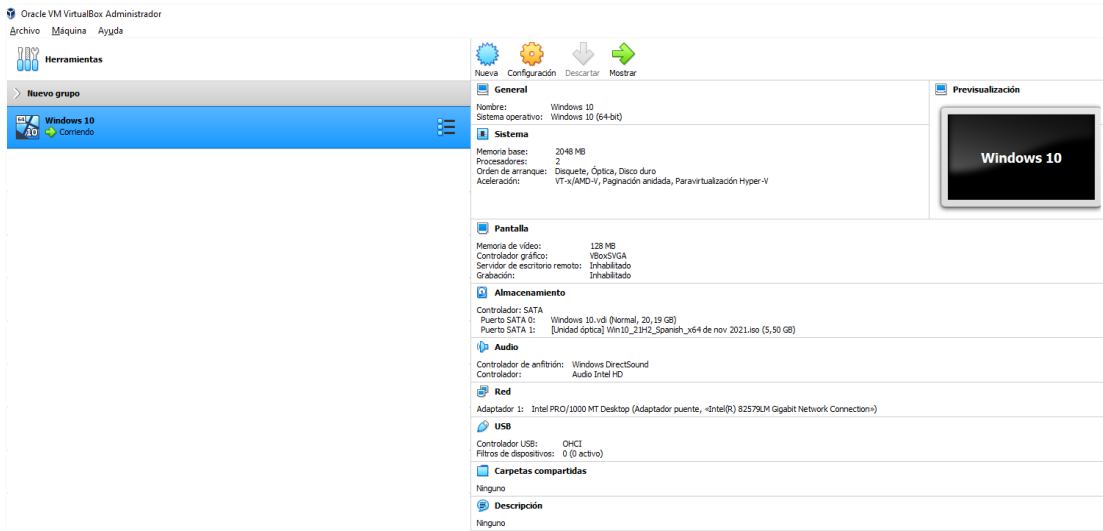 Oracle VM VirtualBox Administrador
Archivo Máquina Ayuda
Herramientas
Nuevo grupo
64
10
Windows 10
Corriendo
Nueva Configuración Descartar Mostrar
General
Nombre: Windows 10
Sistema operativo: Windows 10 (64-bit)
Previsualización
Windows 10
Sistema
Memoria base: 2048 MB
Procesadores: 2
Orden de arranque: Disquete, Óptica, Disco duro
Aceleración: VT-x/AMD-V, Paginación anidada, Paravirtualización Hyper-V
Pantalla
Memoria de vídeo: 128 MB
Controlador gráfico: VBoxSVGA
Servidor de escritorio remoto: Inhabilitado
Grabación: Inhabilitado
Almacenamiento
Controlador: SATA
Puerto SATA 0: Windows 10.vdi (Normal, 20,19 GB)
Puerto SATA 1: [Unidad óptica] Win10_21H2_Spanish_x64 de nov 2021.iso (5,50 GB)
Audio
Controlador de anfitrión: Windows DirectSound
Controlador: Audio Intel HD
Red
Adaptador 1: Intel PRO/1000 MT Desktop (Adaptador puente, «Intel(R) 82579LM Gigabit Network Connection»)
USB
Controlador USB: OHCI
Filtros de dispositivos: 0 (0 activo)
Carpetas compartidas
Ninguno
Descripción
Ninguno